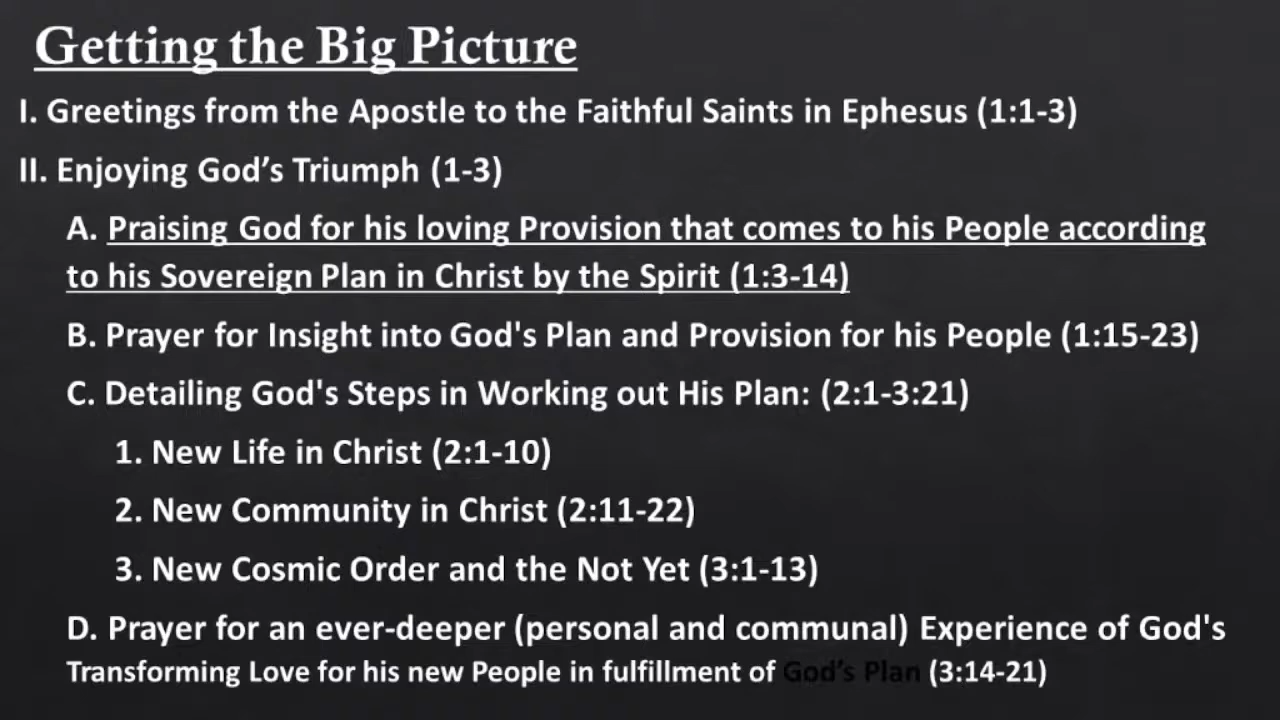 Getting the Big Picture
I. Greetings from the Apostle to the Faithful Saints in Ephesus (1:1-3)
II. Enjoying God’s Triumph (1-3)
A. Praising God for his loving Provision that comes to his People according
to his Sovereign Plan in Christ by the Spirit (1:3-14)
B. Prayer for Insight into God's Plan and Provision for his People (1:15-23)
C. Detailing God's Steps in Working out His Plan: (2:1-3:21)
1. New Life in Christ (2:1-10)
2. New Community in Christ (2:11-22)
3. New Cosmic Order and the Not Yet (3:1-13)
D. Prayer for an ever-deeper (personal and communal) Experience of God's
Transforming Love for his new People in fulfillment of God’s Plan (3:14-21)